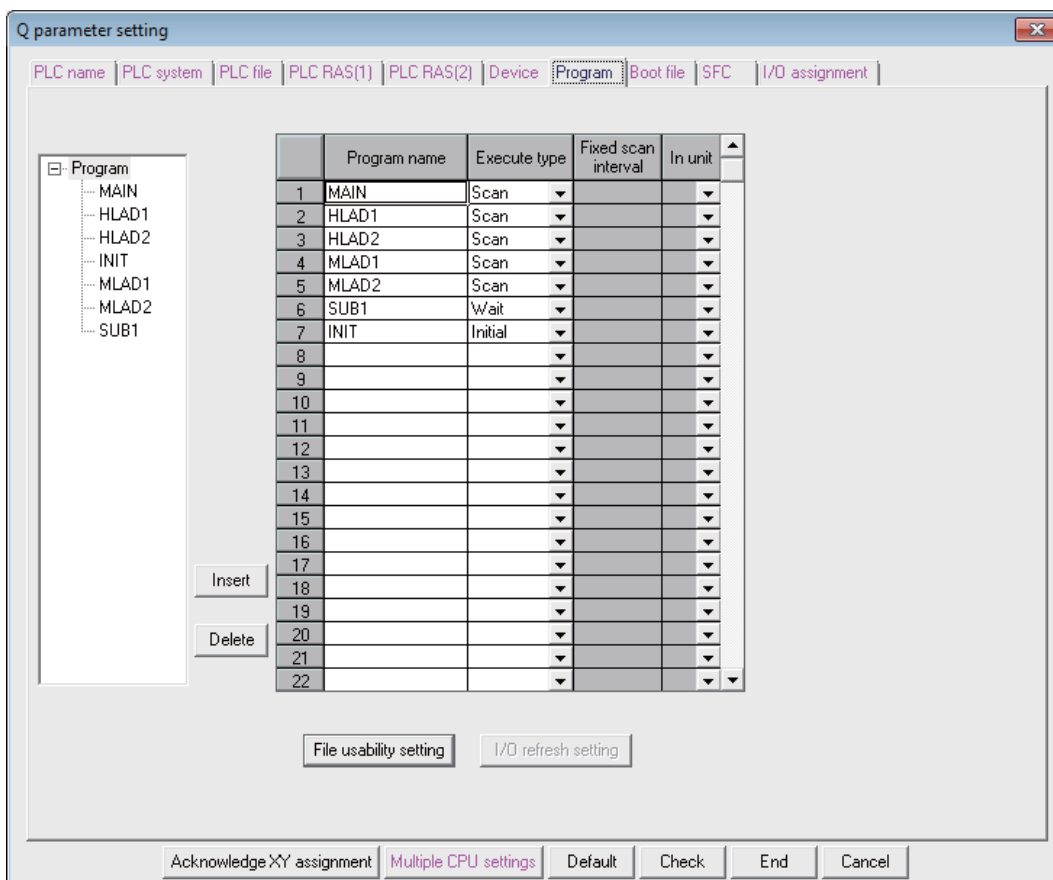 Q parameter setting
PLC name PLC system PLC file PLC RAS(1) PLC RAS(2) Device Program Boot file SFC I/O assignment
Program
MAIN
HLAD1
HLAD2
INIT
MLAD1
MLAD2
SUB1
Program name Execute type Fixed scan interval In unit
1 MAIN Scan
2 HLAD1 Scan
3 HLAD2 Scan
4 MLAD1 Scan
5 MLAD2 Scan
6 SUB1 Wait
7 INIT Initial
8
9
10
11
12
13
14
15
16
17
18
19
20
21
22
Insert
Delete
File usability setting I/O refresh setting
Acknowledge XY assignment Multiple CPU settings Default Check End Cancel